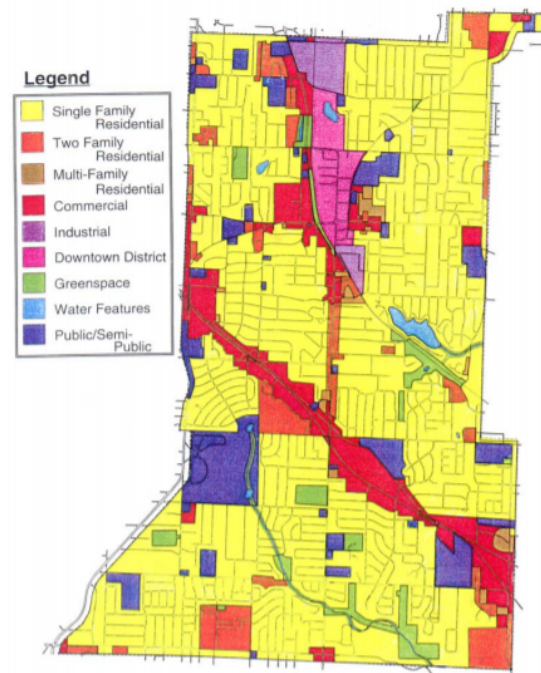 Legend
Single Family
Residential
Two Family
Residential
Multi-Family
Residential
Commercial
Industrial
Downtown District
Greenspace
Water Features
Public/Semi-
Public